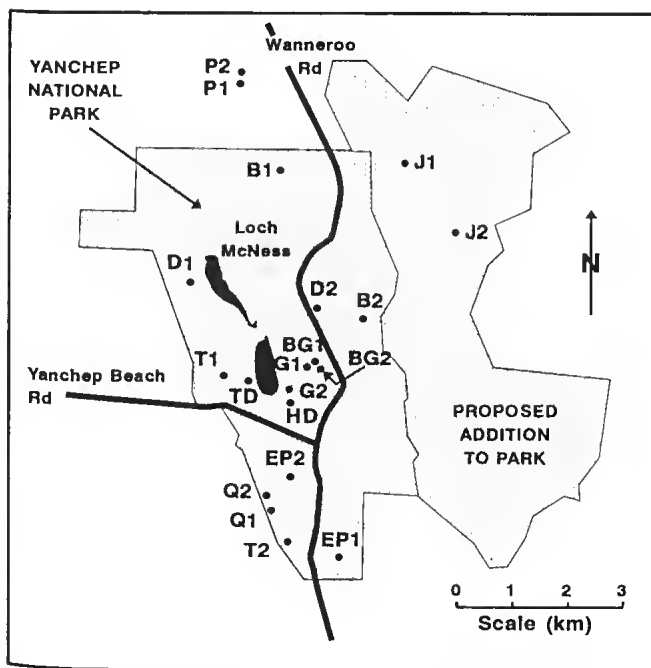 Wanneroo
Rd
P2
P1
YANCHEP
NATIONAL
PARK
B1
J1
Loch
McNess
J2
N
D1
D2
B2
BG1
BG2
G1
T1
TD
G2
HD
Yanchep Beach
Rd
PROPOSED
ADDITION
TO PARK
EP2
Q2
Q1
T2
EP1
0 1 2 3
Scale (km)